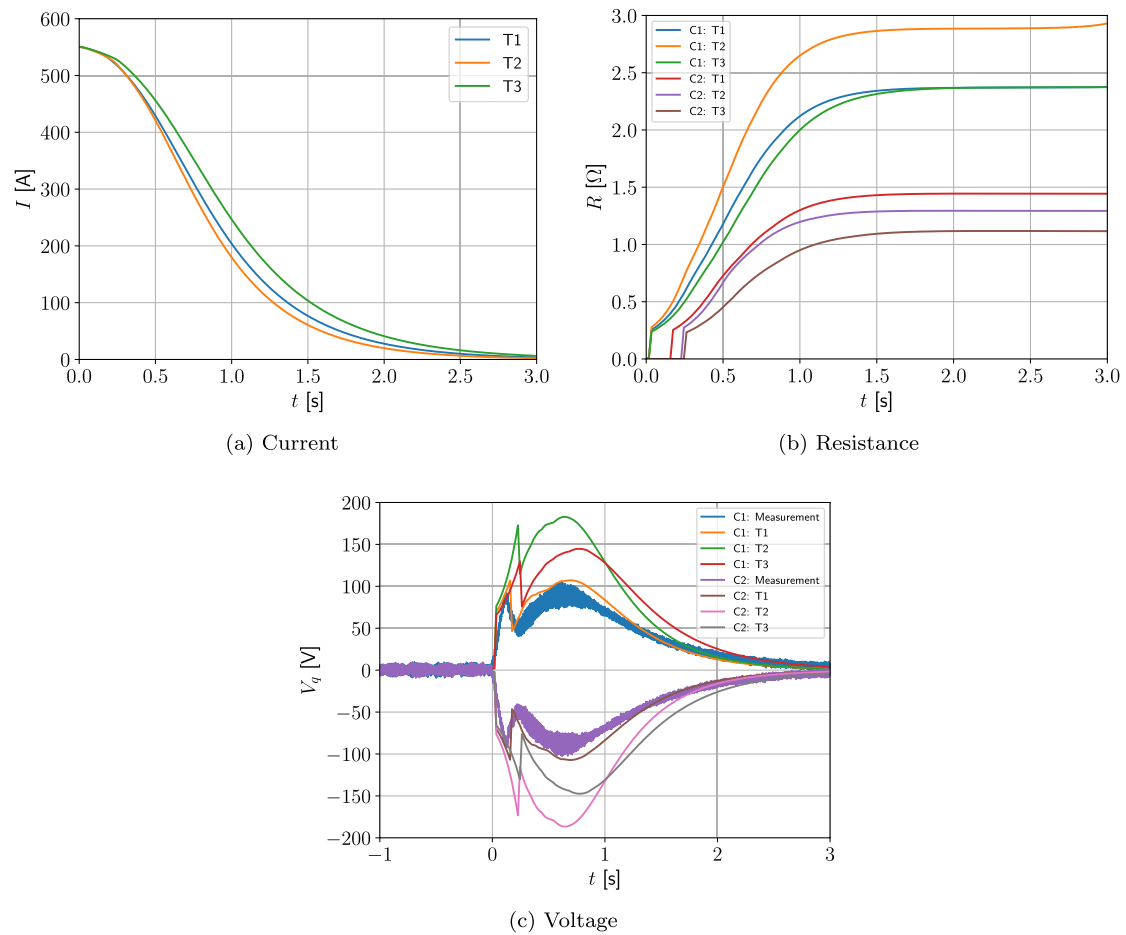 600
500
400
300
200
100
0
I [A]
0.0 0.5 1.0 1.5 2.0 2.5 3.0
t [s]
T1
T2
T3
(a) Current
3.0
2.5
2.0
1.5
1.0
0.5
0.0
R [Ω]
0.0 0.5 1.0 1.5 2.0 2.5 3.0
t [s]
C1: T1
C1: T2
C1: T3
C2: T1
C2: T2
C2: T3
(b) Resistance
200
150
100
50
0
−50
−100
−150
−200
V_q [V]
−1 0 1 2 3
t [s]
C1: Measurement
C1: T1
C1: T2
C1: T3
C2: Measurement
C2: T1
C2: T2
C2: T3
(c) Voltage